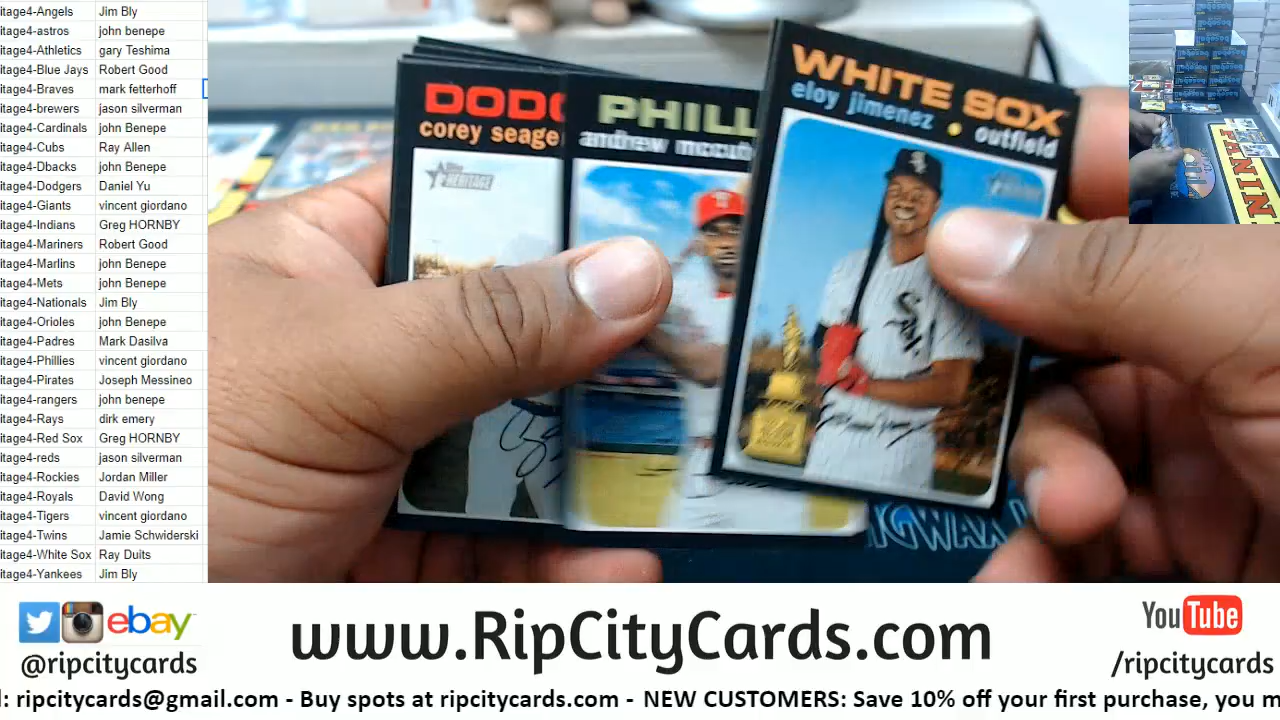 itage4-Angels Jim Bly
itage4-astros john benepe
itage4-Athletics gary Teshima
itage4-Blue Jays Robert Good
itage4-Braves mark fetterhoff
itage4-brewers jason silverman
itage4-Cardinals john Benepe
itage4-Cubs Ray Allen
itage4-Dbacks john Benepe
itage4-Dodgers Daniel Yu
itage4-Giants vincent giordano
itage4-Indians Greg HORNBY
itage4-Mariners Robert Good
itage4-Marlins john Benepe
itage4-Mets john Benepe
itage4-Nationals Jim Bly
itage4-Orioles john Benepe
itage4-Padres Mark Dasilva
itage4-Phillies vincent giordano
itage4-Pirates Joseph Messineo
itage4-rangers john benepe
itage4-Rays dirk emery
itage4-Red Sox Greg HORNBY
itage4-reds jason silverman
itage4-Rockies Jordan Miller
itage4-Royals David Wong
itage4-Tigers vincent giordano
itage4-Twins Jamie Schwiderski
itage4-White Sox Ray Duits
itage4-Yankees Jim Bly
DOD
corey seage
HERITAGE
PHILL
andrew mccut
WHITE SOX
eloy jimenez • outfield
Sox
NINI
ebay
@ripcitycards
www.RipCityCards.com
YouTube
/ripcitycards
l: ripcitycards@gmail.com - Buy spots at ripcitycards.com - NEW CUSTOMERS: Save 10% off your first purchase, you m